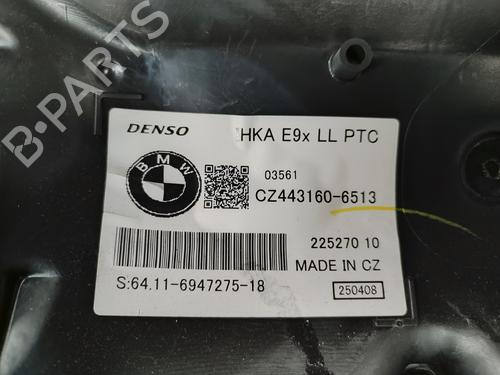 DENSO
IHKA E9x LL PTC
BMW
03561
CZ443160-6513
225270 10
MADE IN CZ
S:64.11-6947275-18
250408
B-PARTS